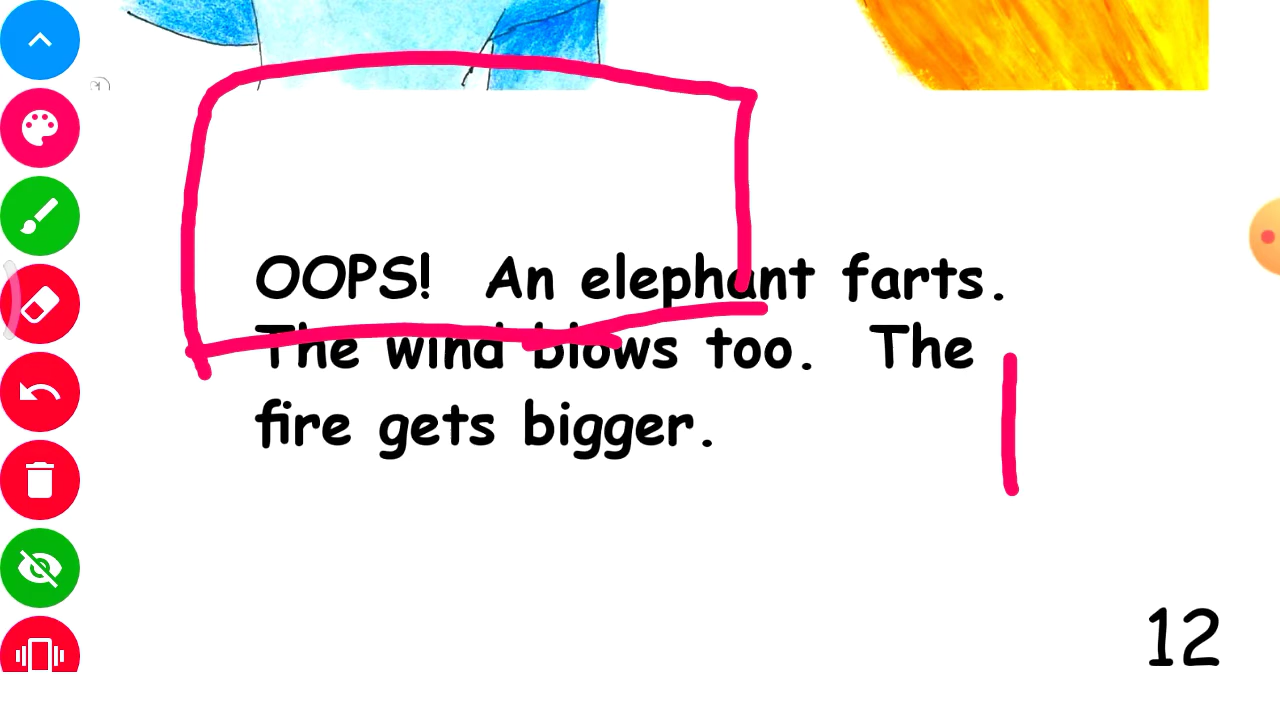 OOPS! An elephant farts.
The wind blows too. The
fire gets bigger.
12